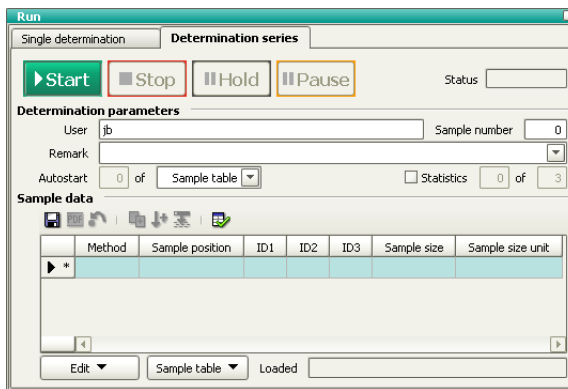 Run
Single determination Determination series
Start Stop Hold Pause Status
Determination parameters
User jb Sample number 0
Remark
Autostart 0 of Sample table Statistics 0 of 3
Sample data
PDF
Method Sample position ID1 ID2 ID3 Sample size Sample size unit
*
Edit Sample table Loaded